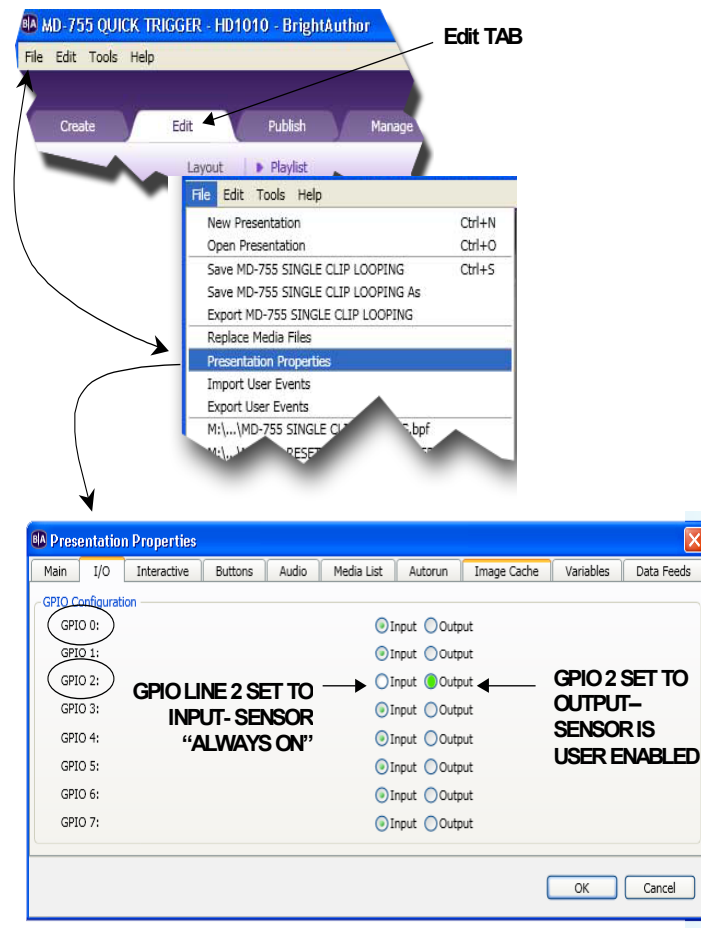 BA MD-755 QUICK TRIGGER - HD1010 - BrightAuthor
Edit TAB
File Edit Tools Help
Create Edit Publish Manage
Layout Playlist
File Edit Tools Help
New Presentation Ctrl+N
Open Presentation Ctrl+O
Save MD-755 SINGLE CLIP LOOPING Ctrl+S
Save MD-755 SINGLE CLIP LOOPING As
Export MD-755 SINGLE CLIP LOOPING
Replace Media Files
Presentation Properties
Import User Events
Export User Events
M:\...\MD-755 SINGLE .bpf
BA Presentation Properties
Main I/O Interactive Buttons Audio Media List Autorun Image Cache Variables Data Feeds
GPIO Configuration
GPIO 0: Input Output
GPIO 1: Input Output
GPIO 2: Input Output
GPIO 3: Input Output
GPIO 4: Input Output
GPIO 5: Input Output
GPIO 6: Input Output
GPIO 7: Input Output
GPIO LINE 2 SET TO
INPUT- SENSOR
“ALWAYS ON”
GPIO 2 SET TO
OUTPUT–
SENSOR IS
USER ENABLED
OK Cancel